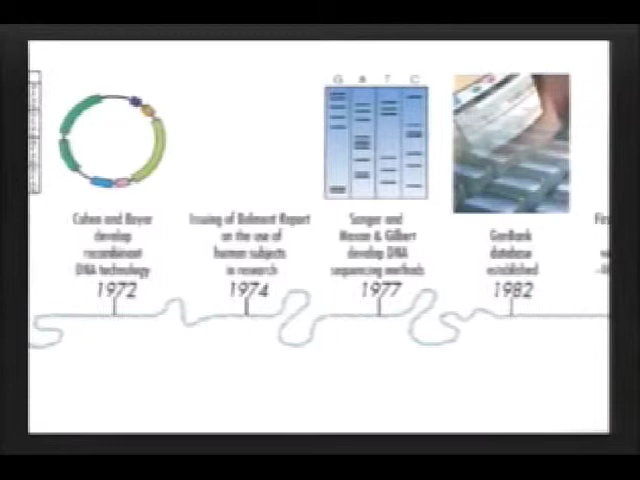 G A T C
Cohen and Boyer
develop
recombinant
DNA technology
1972
Issuing of Belmont Report
on the use of
human subjects
in research
1974
Sanger and
Maxam & Gilbert
develop DNA
sequencing methods
1977
GenBank
database
established
1982